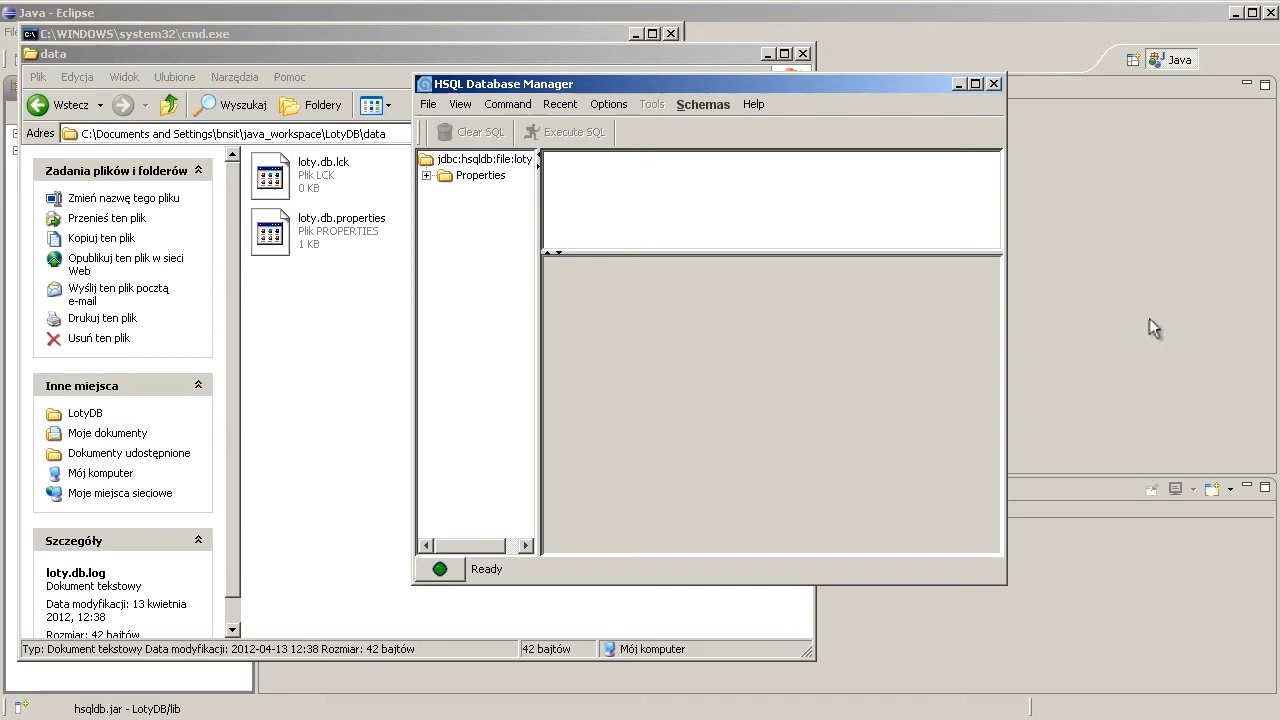 Java - Eclipse
C:\WINDOWS\system32\cmd.exe
data
Plik Edycja Widok Ulubione Narzędzia Pomoc
Wstecz Wyszukaj Foldery
Adres C:\Documents and Settings\bnsit\java_workspace\LotyDB\data
Zadania plików i folderów
Zmień nazwę tego pliku
Przenieś ten plik
Kopiuj ten plik
Opublikuj ten plik w sieci
Web
Wyślij ten plik pocztą
e-mail
Drukuj ten plik
Usuń ten plik
Inne miejsca
LotyDB
Moje dokumenty
Dokumenty udostępnione
Mój komputer
Moje miejsca sieciowe
Szczegóły
loty.db.log
Dokument tekstowy
Data modyfikacji: 13 kwietnia
2012, 12:38
Rozmiar: 42 bajtów
loty.db.lck
Plik LCK
0 KB
loty.db.properties
Plik PROPERTIES
1 KB
Typ: Dokument tekstowy Data modyfikacji: 2012-04-13 12:38 Rozmiar: 42 bajtów
42 bajtów
Mój komputer
HSQL Database Manager
File View Command Recent Options Tools Schemas Help
Clear SQL Execute SQL
jdbc:hsqldb:file:loty
Properties
Ready
Java
hsqldb.jar - LotyDB/lib